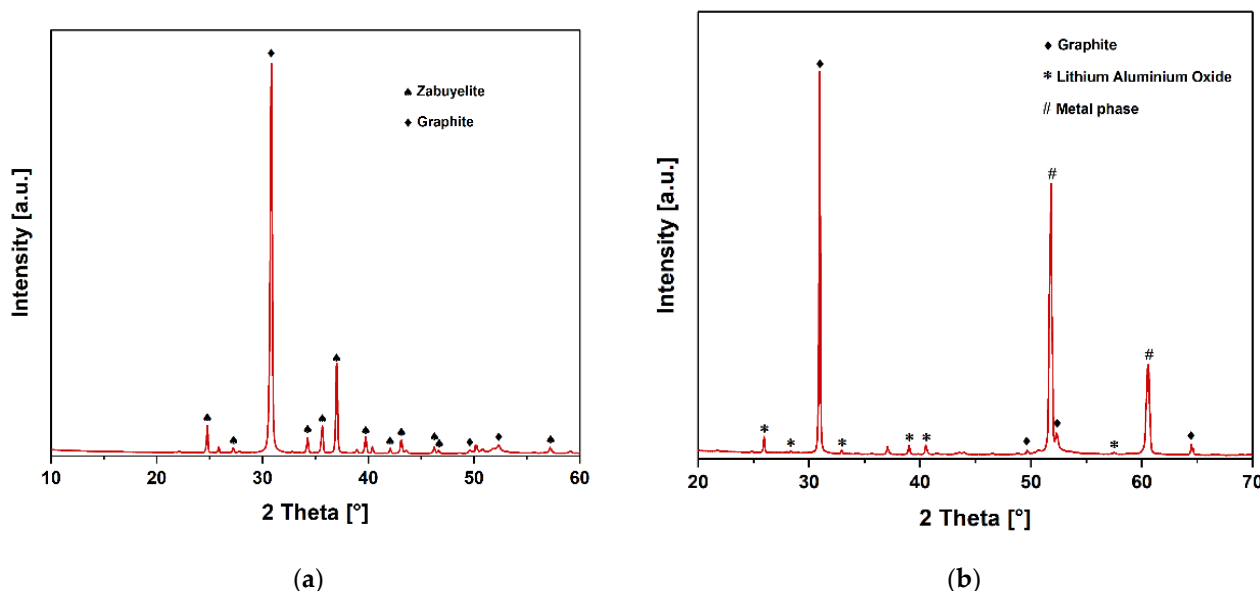 Intensity [a.u.]
♠ Zabuyelite
♦ Graphite
10 20 30 40 50 60
2 Theta [°]
(a)
Intensity [a.u.]
♦ Graphite
* Lithium Aluminium Oxide
# Metal phase
#
#
20 30 40 50 60 70
2 Theta [°]
(b)